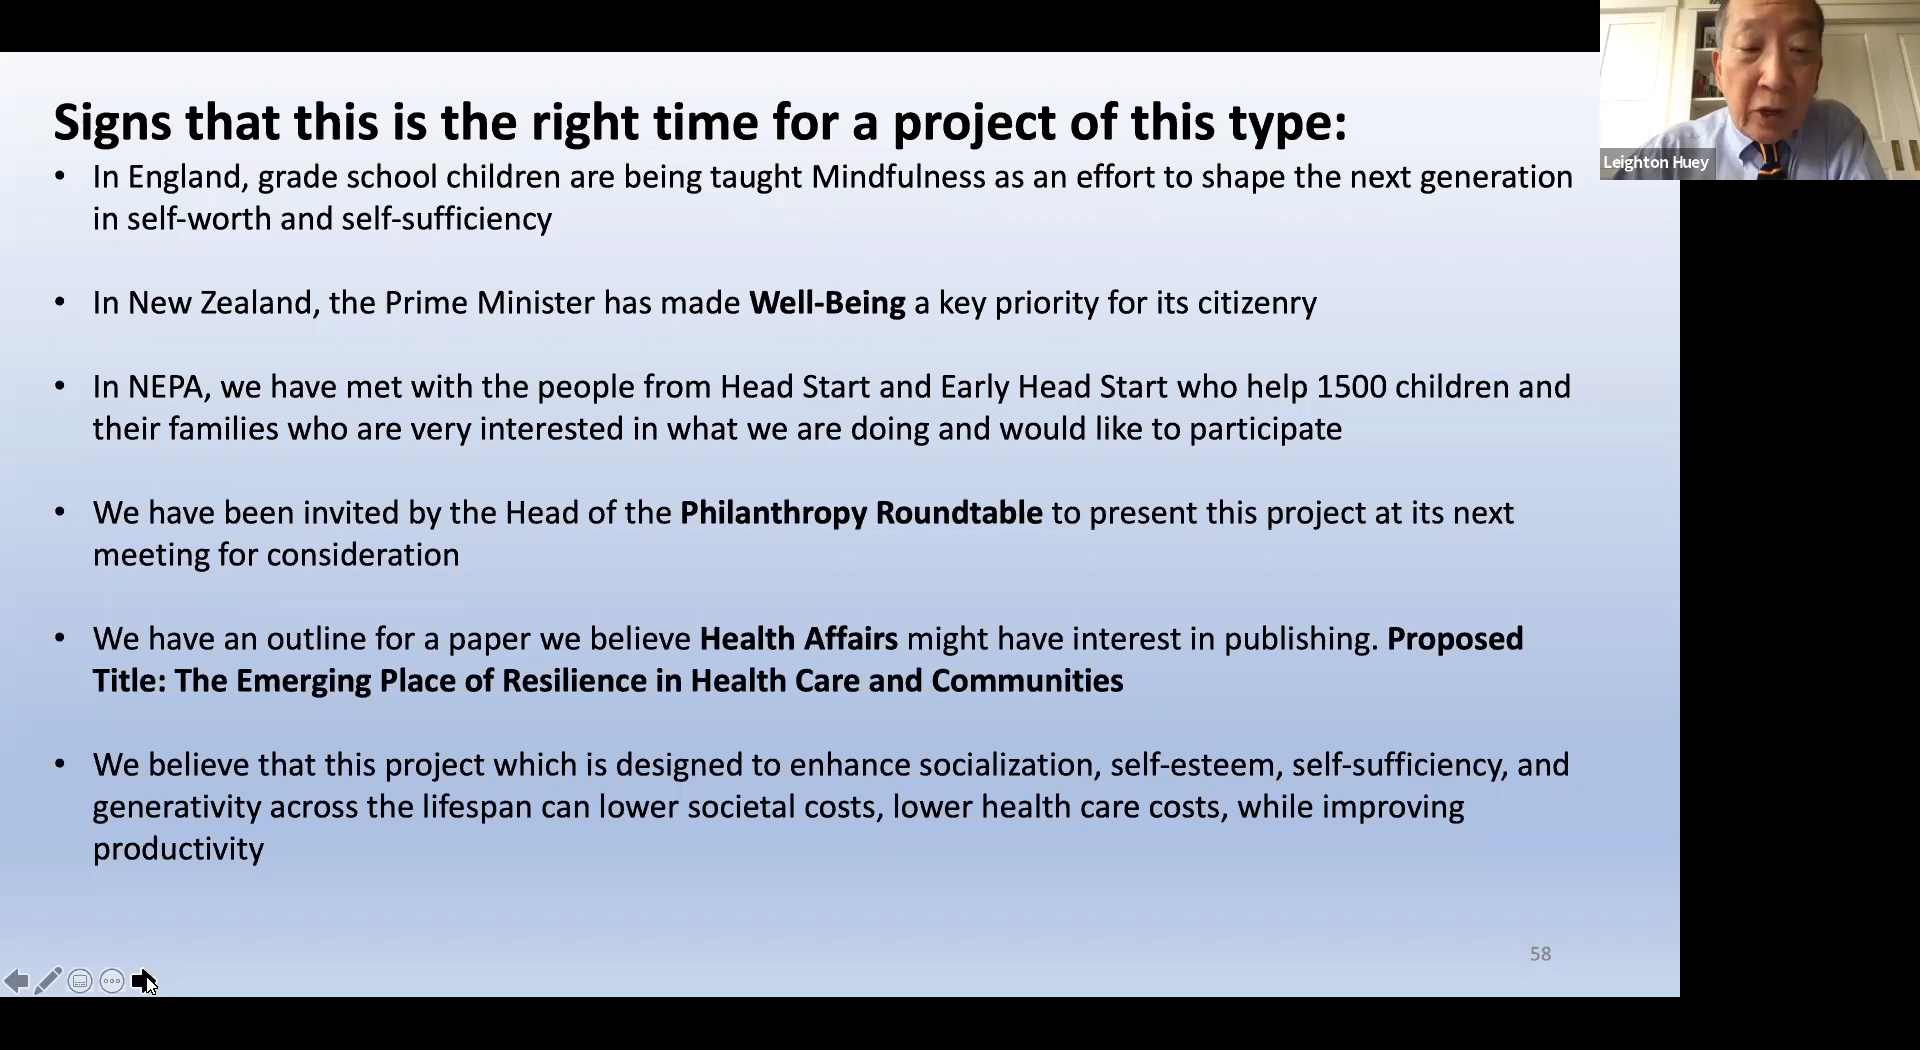 Signs that this is the right time for a project of this type:
• In England, grade school children are being taught Mindfulness as an effort to shape the next generation
in self-worth and self-sufficiency
• In New Zealand, the Prime Minister has made Well-Being a key priority for its citizenry
• In NEPA, we have met with the people from Head Start and Early Head Start who help 1500 children and
their families who are very interested in what we are doing and would like to participate
• We have been invited by the Head of the Philanthropy Roundtable to present this project at its next
meeting for consideration
• We have an outline for a paper we believe Health Affairs might have interest in publishing. Proposed
Title: The Emerging Place of Resilience in Health Care and Communities
• We believe that this project which is designed to enhance socialization, self-esteem, self-sufficiency, and
generativity across the lifespan can lower societal costs, lower health care costs, while improving
productivity
58
Leighton Huey